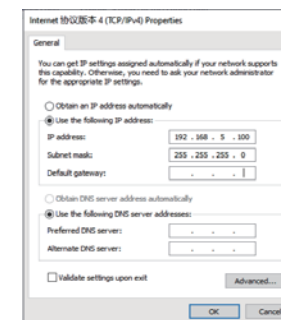 Internet 协议版本 4 (TCP/IPv4) Properties
General
You can get IP settings assigned automatically if your network supports
this capability. Otherwise, you need to ask your network administrator
for the appropriate IP settings.
Obtain an IP address automatically
Use the following IP address:
IP address: 192 . 168 . 5 . 100
Subnet mask: 255 . 255 . 255 . 0
Default gateway: . . .
Obtain DNS server address automatically
Use the following DNS server addresses:
Preferred DNS server: . . .
Alternate DNS server: . . .
Validate settings upon exit
Advanced...
OK Cancel